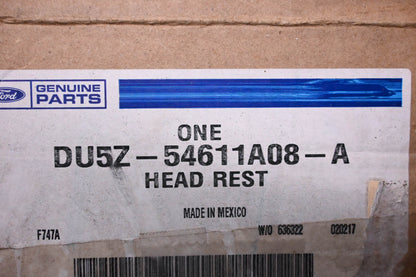 Ford
GENUINE
PARTS
ONE
DU5Z-54611A08-A
HEAD REST
MADE IN MEXICO
F747A
W/O 636322 020217